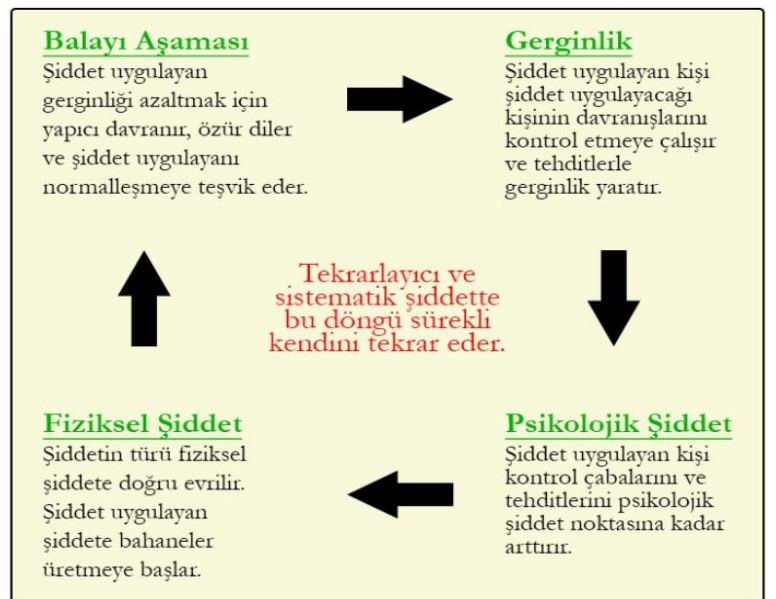 Balayı Aşaması
Şiddet uygulayan
gerginliği azaltmak için
yapıcı davranır, özür diler
ve şiddet uygulayanı
normalleşmeye teşvik eder.
Gerginlik
Şiddet uygulayan kişi
şiddet uygulayacağı
kişinin davranışlarını
kontrol etmeye çalışır
ve tehditlerle
gerginlik yaratır.
Tekrarlayıcı ve
sistematik şiddette
bu döngü sürekli
kendini tekrar eder.
Fiziksel Şiddet
Şiddetin türü fiziksel
şiddete doğru evrilir.
Şiddet uygulayan
şiddete bahaneler
üretmeye başlar.
Psikolojik Şiddet
Şiddet uygulayan kişi
kontrol çabalarını ve
tehditlerini psikolojik
şiddet noktasına kadar
arttırır.